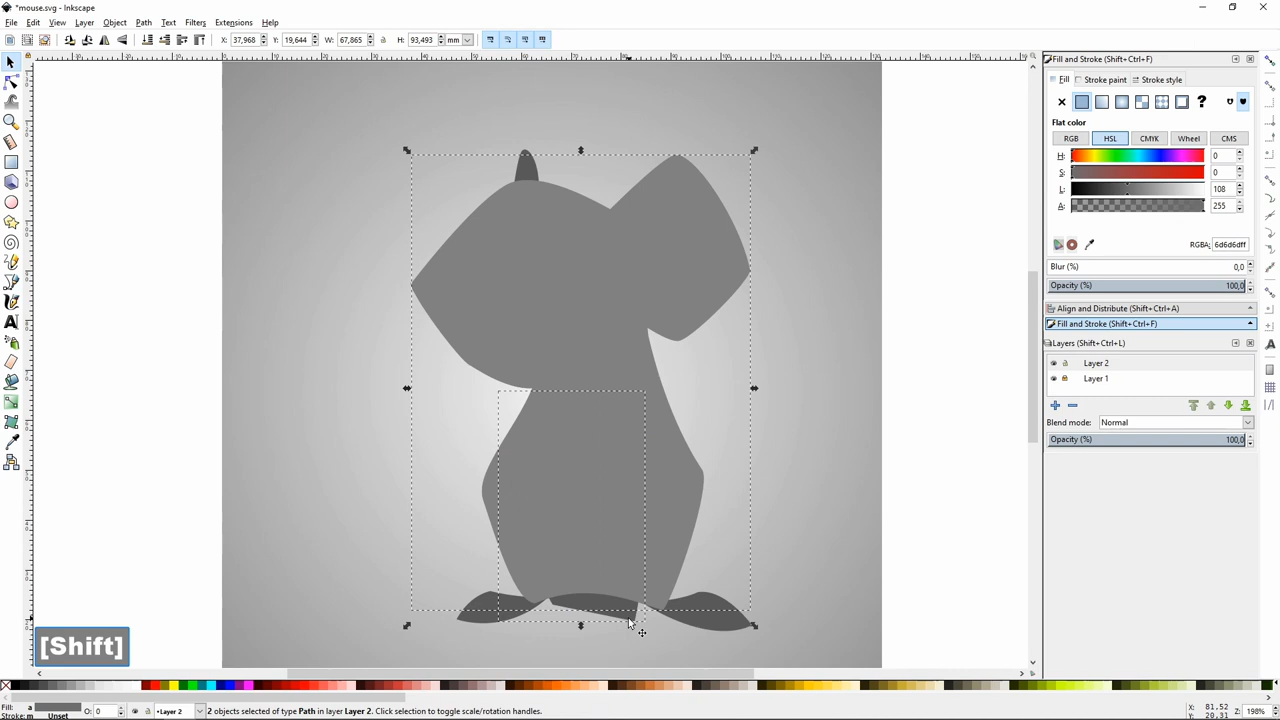 *mouse.svg - Inkscape
File Edit View Layer Object Path Text Filters Extensions Help
X: 37,968 Y: 19,644 W: 67,865 H: 93,493 mm
Fill and Stroke (Shift+Ctrl+F)
Fill Stroke paint Stroke style
?
Flat color
RGB HSL CMYK Wheel CMS
H: 0
S: 0
L: 108
A: 255
RGBA: 6d6d6dff
Blur (%) 0,0
Opacity (%) 100,0
Align and Distribute (Shift+Ctrl+A)
Fill and Stroke (Shift+Ctrl+F)
Layers (Shift+Ctrl+L)
Layer 2
Layer 1
Blend mode: Normal
Opacity (%) 100,0
[Shift]
Fill: a O: 0 •Layer 2 2 objects selected of type Path in layer Layer 2. Click selection to toggle scale/rotation handles. X: 81,52 Z: 198%
Stroke: m Unset Y: 20,31